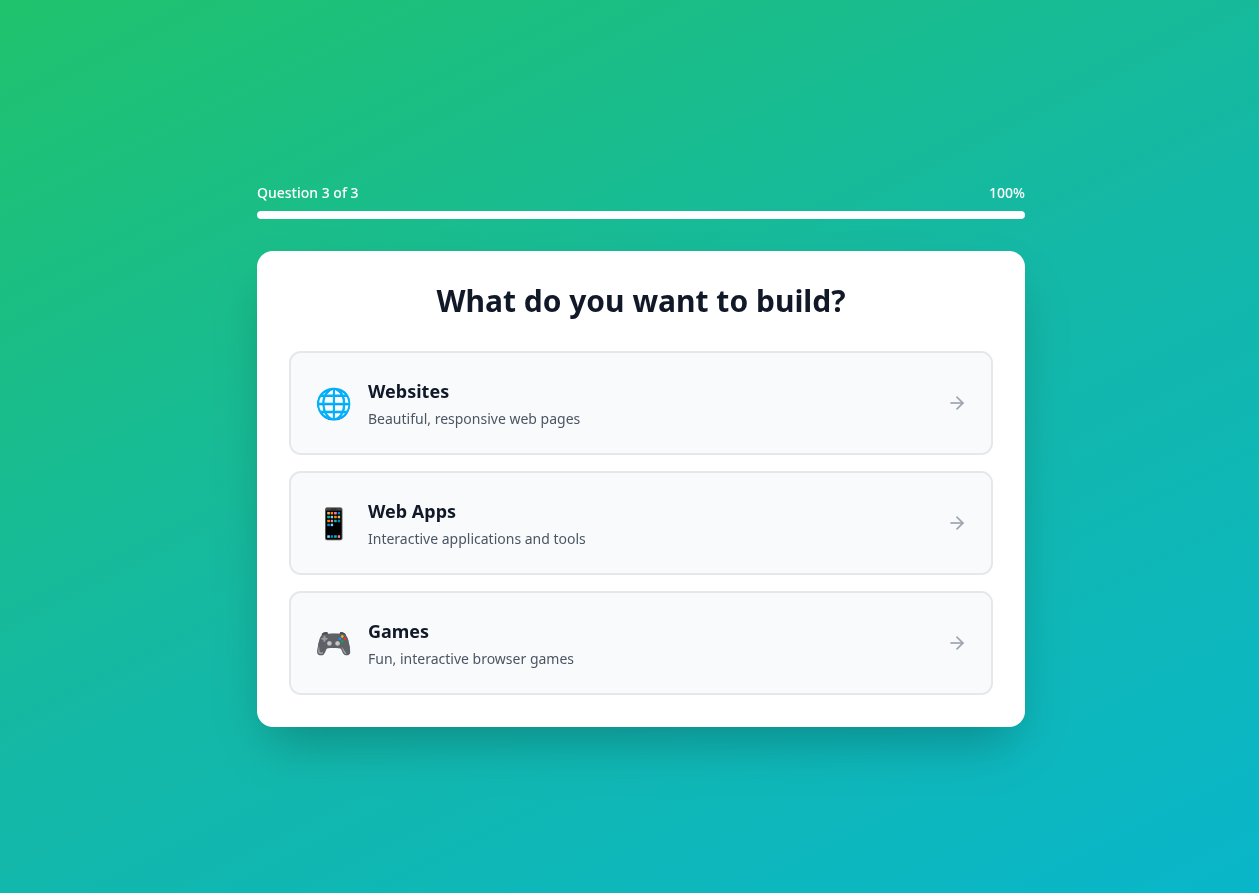 Question 3 of 3
100%
What do you want to build?
Websites
Beautiful, responsive web pages
Web Apps
Interactive applications and tools
Games
Fun, interactive browser games